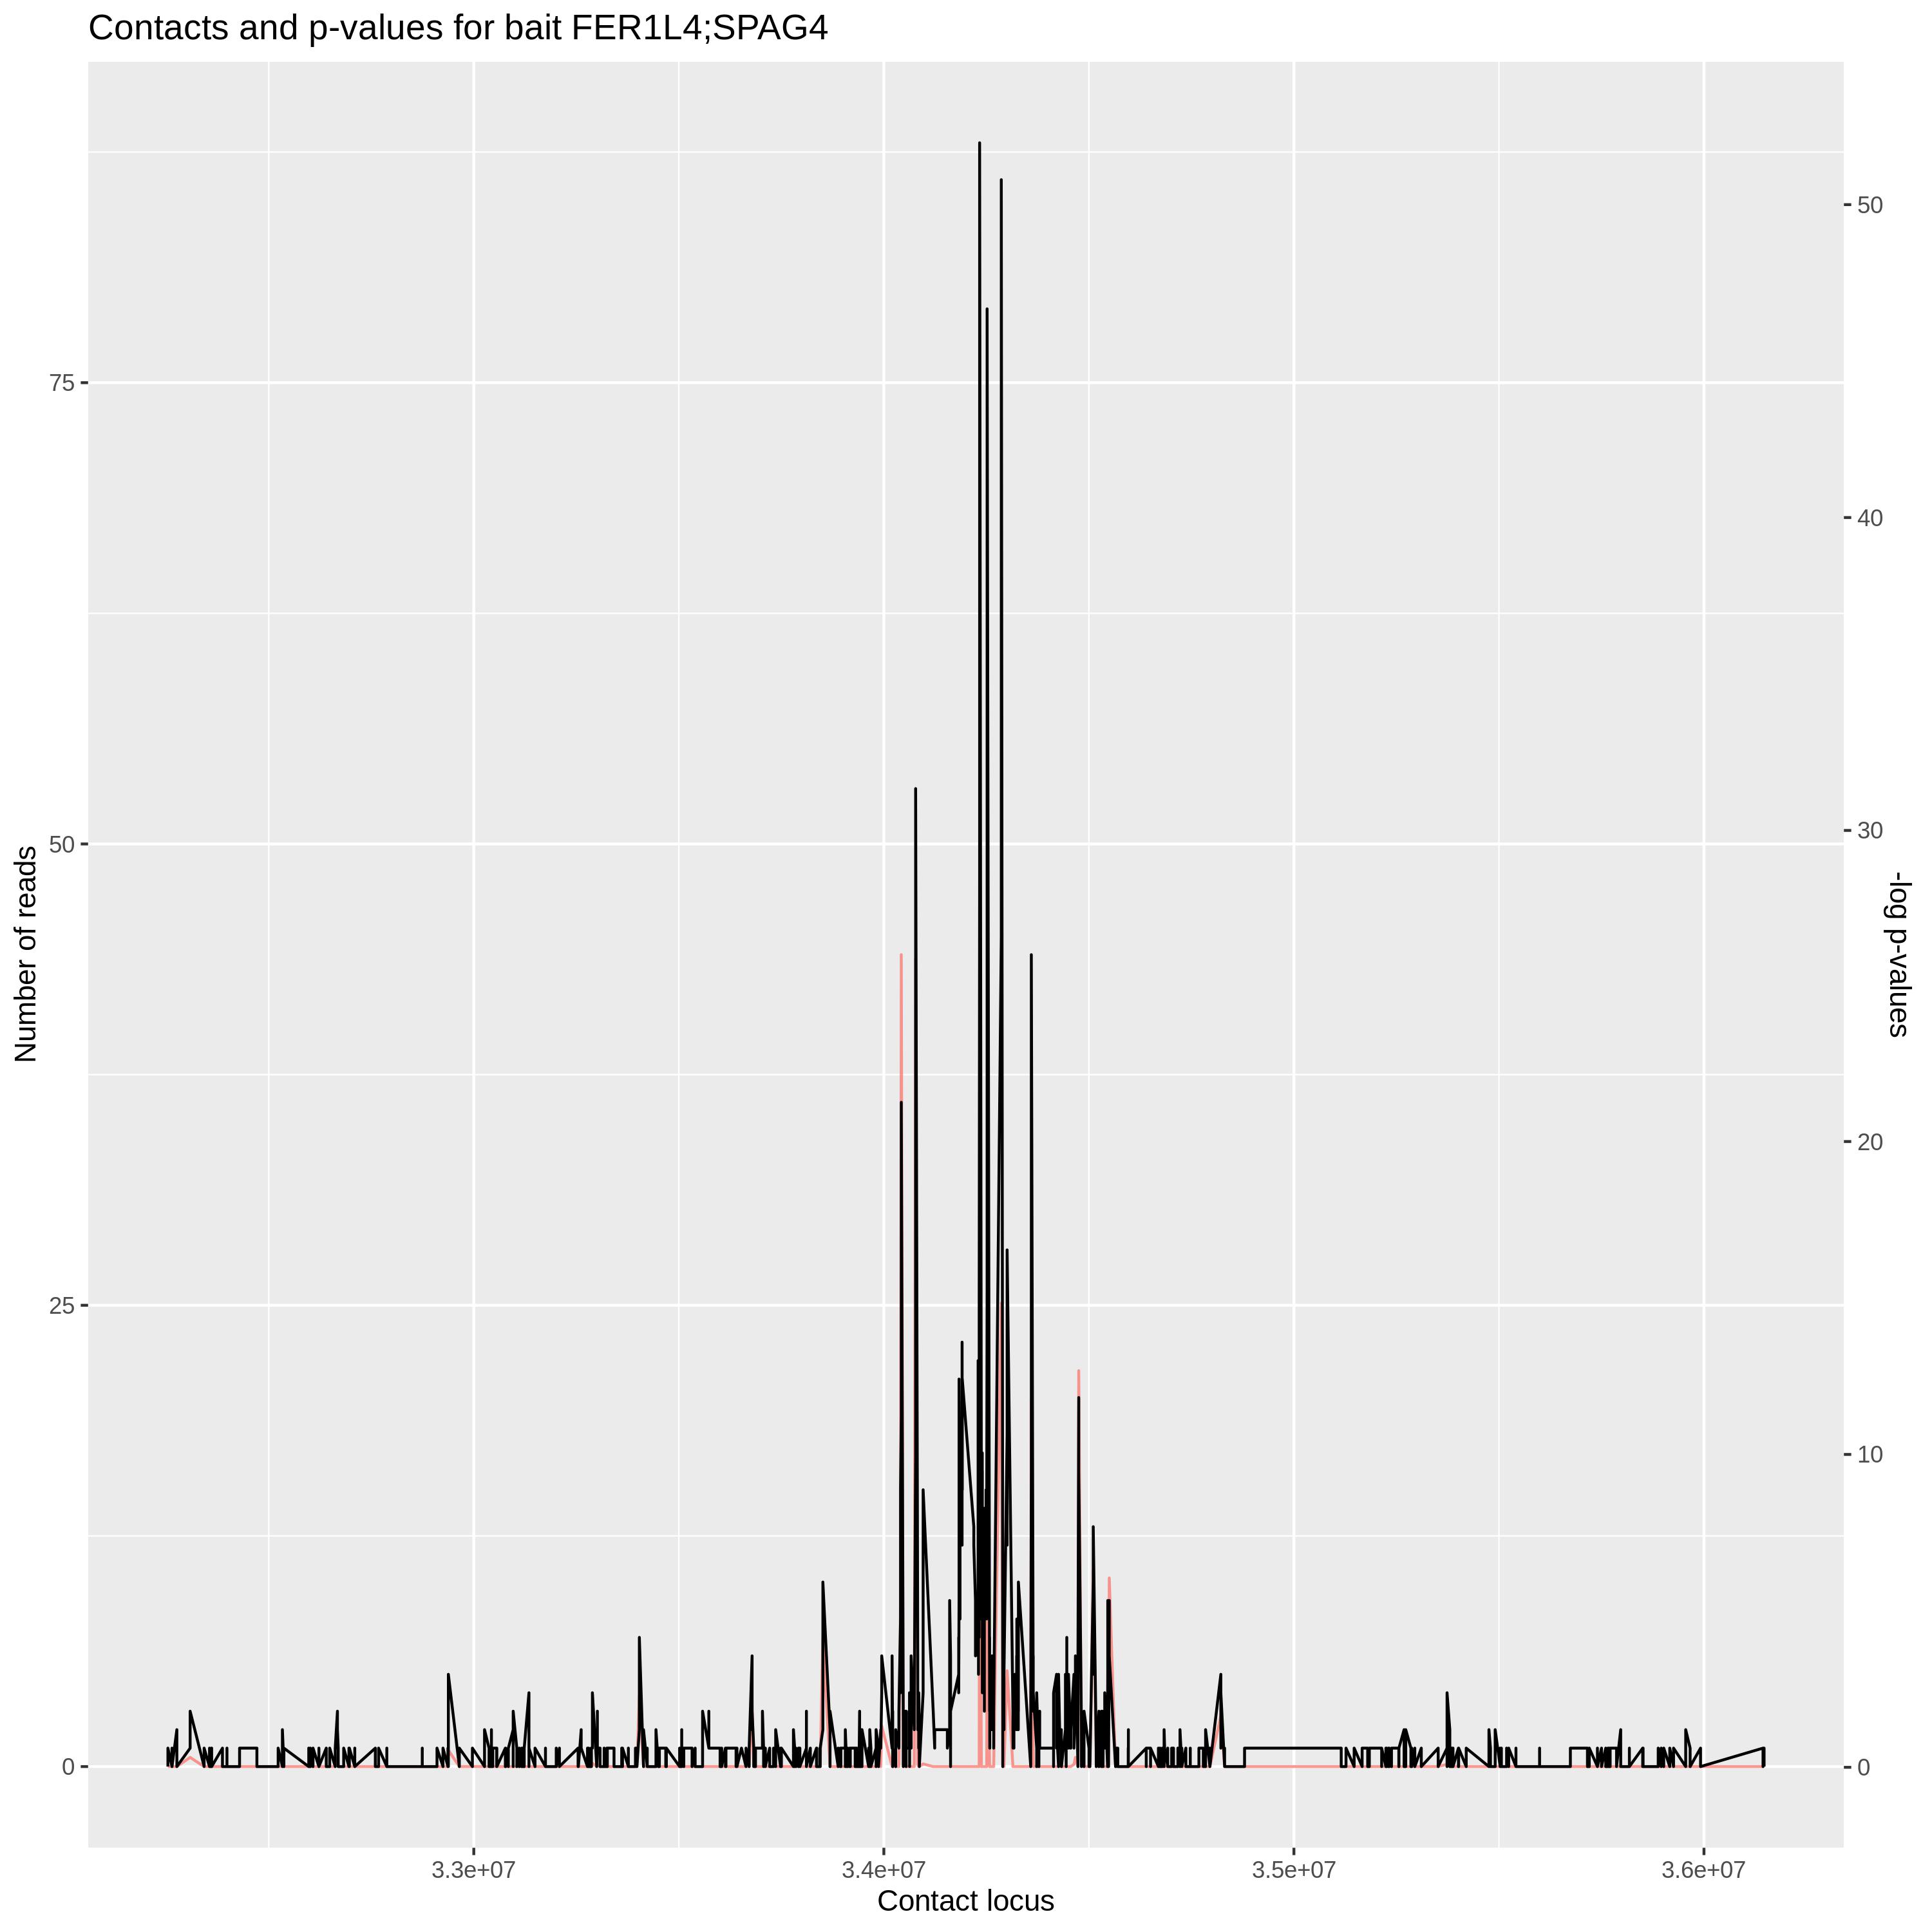 Contacts and p-values for bait FER1L4;SPAG4
Number of reads
75
50
25
0
50
40
30
20
10
0
-log p-values
3.3e+07 3.4e+07 3.5e+07 3.6e+07
Contact locus